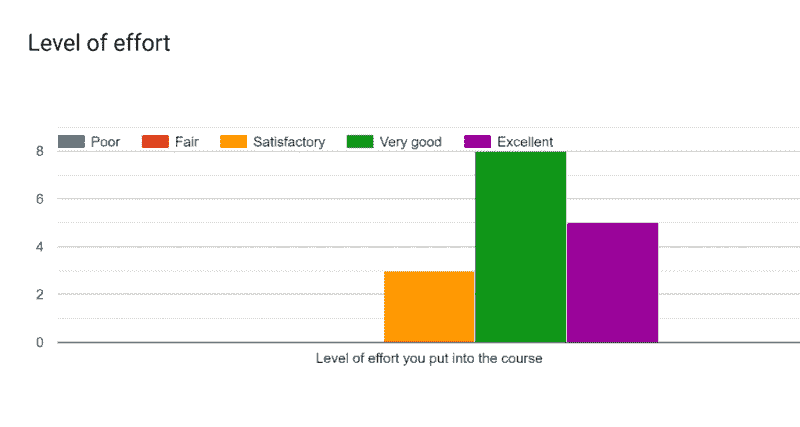 Level of effort
Poor Fair Satisfactory Very good Excellent
8
6
4
2
0
Level of effort you put into the course